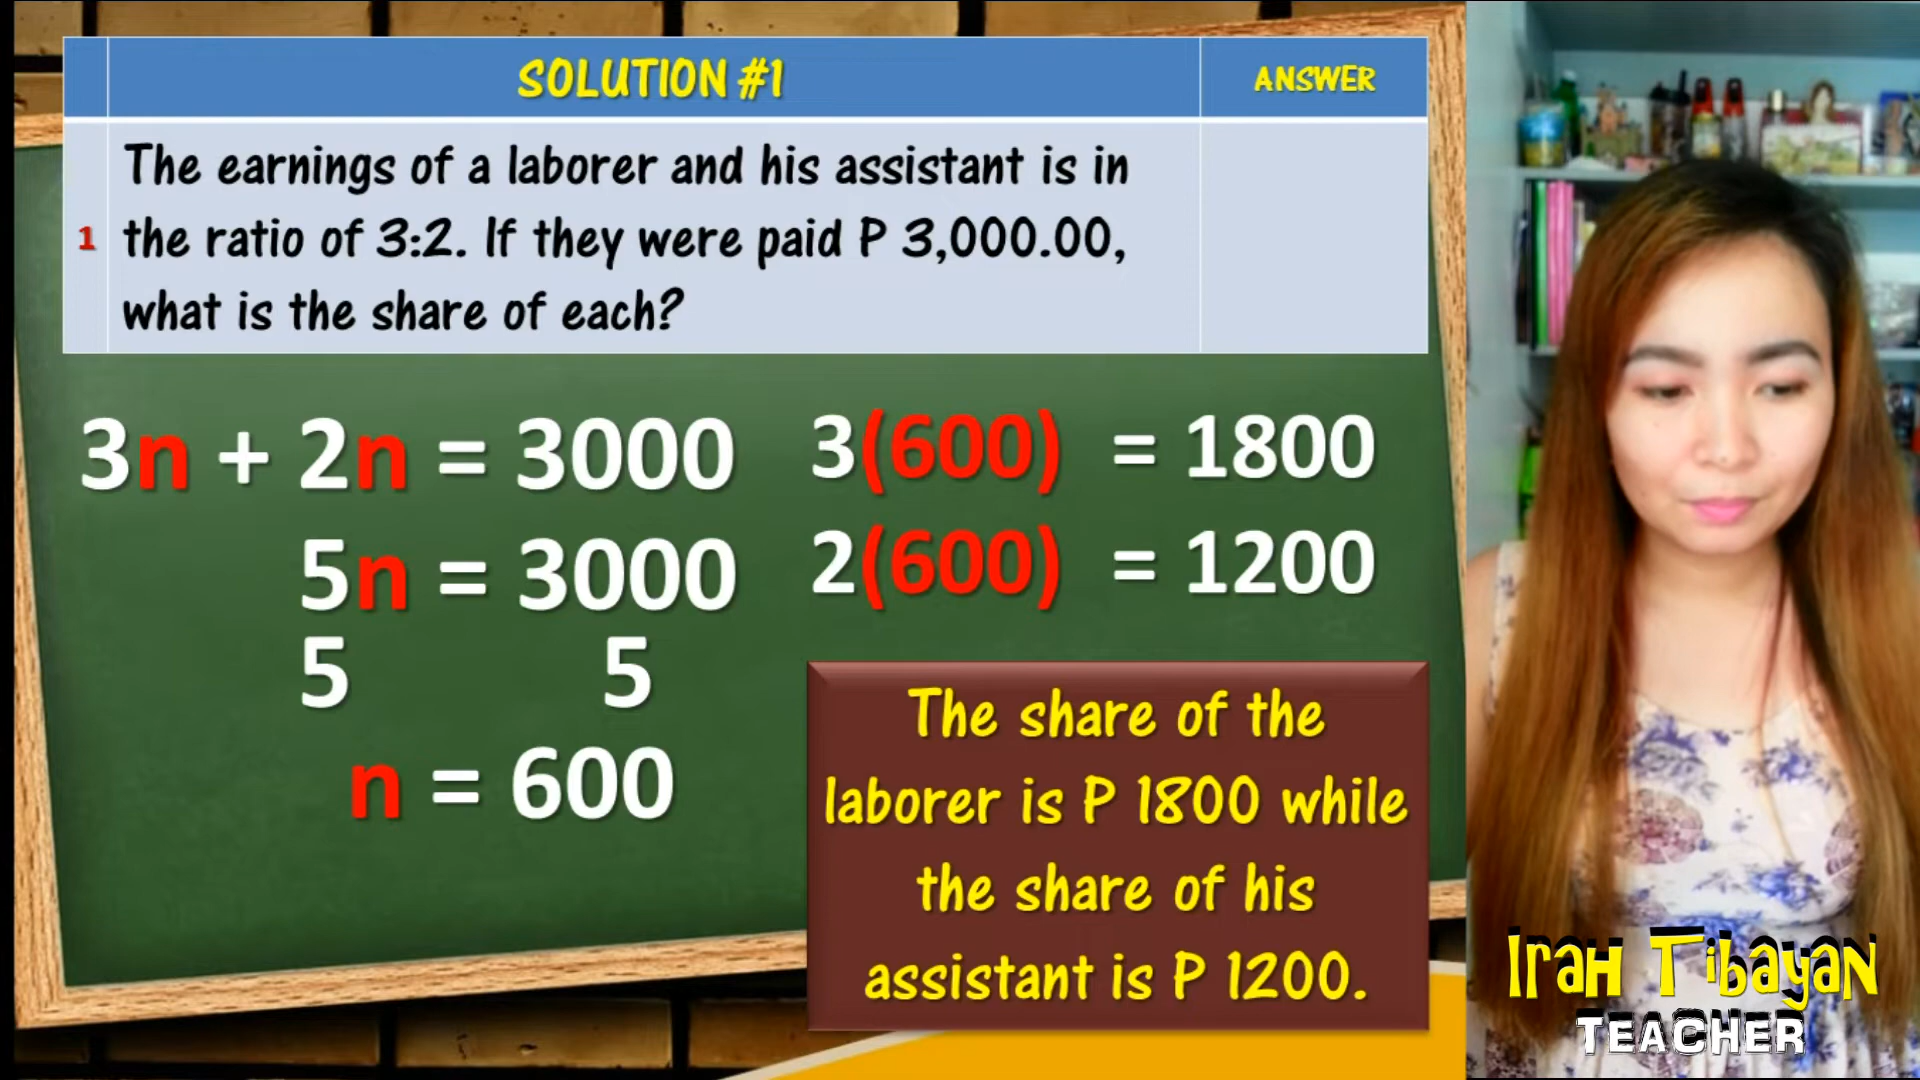 SOLUTION #1
ANSWER
1
The earnings of a laborer and his assistant is in
the ratio of 3:2. If they were paid P 3,000.00,
what is the share of each?
3n + 2n = 3000
5n = 3000
5 5
n = 600
3(600) = 1800
2(600) = 1200
The share of the
laborer is P 1800 while
the share of his
assistant is P 1200.
Irah Tibayan
TEACHER